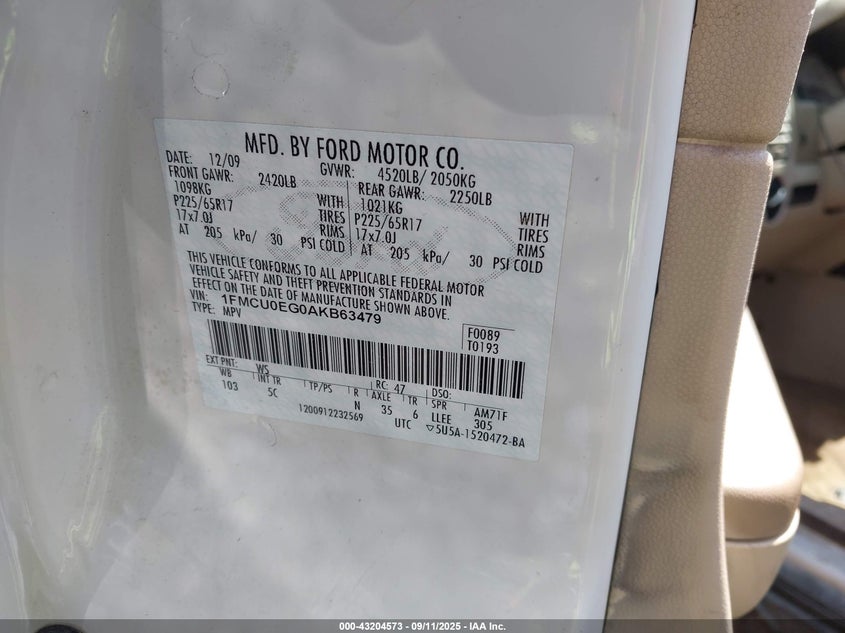 MFD. BY FORD MOTOR CO.
DATE: 12/09 GVWR: 4520LB/ 2050KG
FRONT GAWR: 2420LB REAR GAWR: 2250LB
1098KG WITH 1021KG WITH
P225/65R17 TIRES P225/65R17 TIRES
17x7.0J RIMS 17x7.0J RIMS
AT 205 kPa/ 30 PSI COLD AT 205 kPa/ 30 PSI COLD
THIS VEHICLE CONFORMS TO ALL APPLICABLE FEDERAL MOTOR
VEHICLE SAFETY AND THEFT PREVENTION STANDARDS IN
EFFECT ON THE DATE OF MANUFACTURE SHOWN ABOVE.
VIN: 1FMCU0EG0AKB63479
TYPE: MPV
F0089
T0193
EXT PNT: WS RC: 47 DSO:
WB INT TR TP/PS R AXLE TR SPR AM71F
103 5C N 35 6 LLEE 305
1200912232569 UTC ▽5U5A-1520472-BA
000-43204573 - 09/11/2025 - IAA Inc.